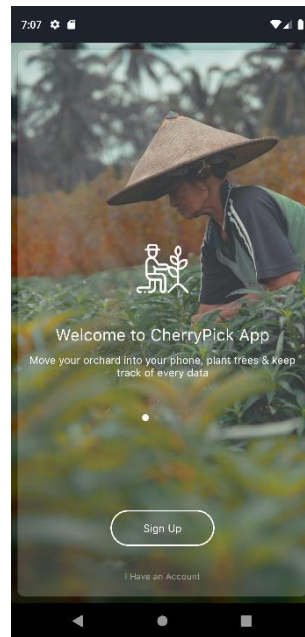 7:07
Welcome to CherryPick App
Move your orchard into your phone, plant trees & keep
track of every data
Sign Up
I Have an Account